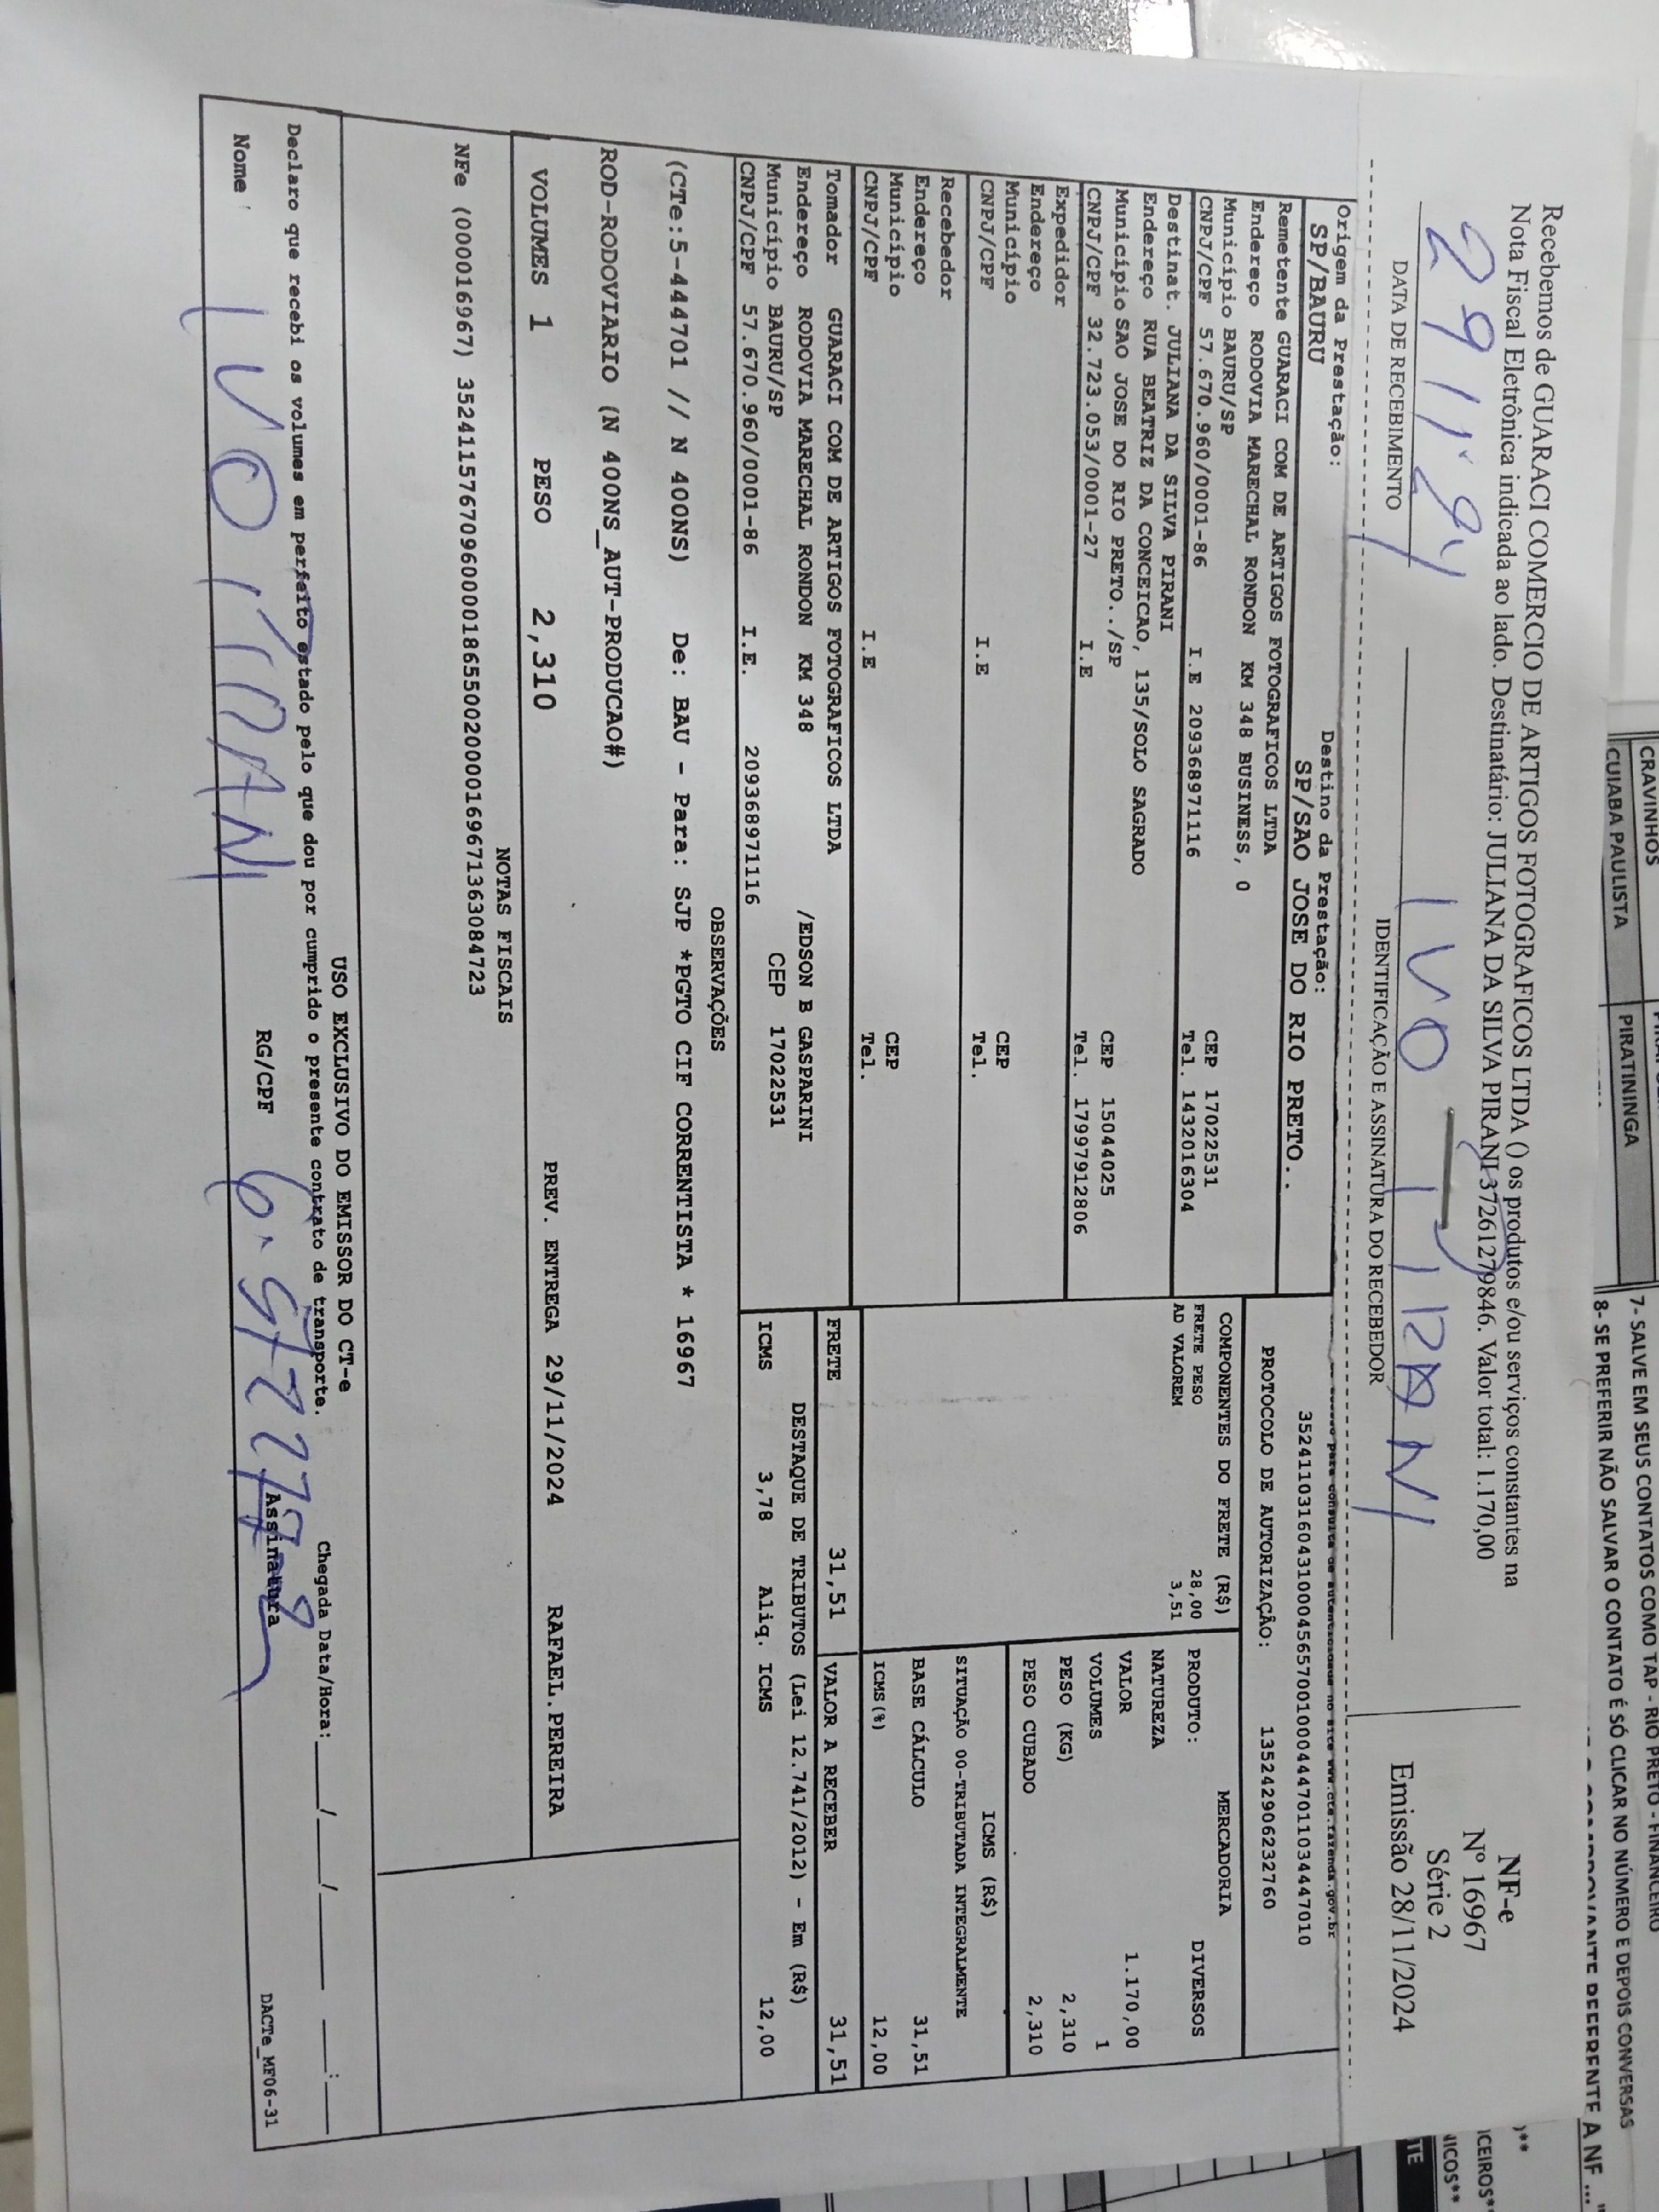 CRAVINHOS
CUIABA PAULISTA
PIRATININGA
7- SALVE EM SEUS CONTATOS COMO TAP - RIO PRETO - FINANCEIRO
8- SE PREFERIR NÃO SALVAR O CONTATO É SÓ CLICAR NO NÚMERO E DEPOIS CONVERSAS
REFERENTE A NF ...
Recebemos de GUARACI COMERCIO DE ARTIGOS FOTOGRAFICOS LTDA () os produtos e/ou serviços constantes na
Nota Fiscal Eletrônica indicada ao lado. Destinatário: JULIANA DA SILVA PIRANI 37261279846. Valor total: 1.170,00
NF-e
Nº 16967
Série 2
Emissão 28/11/2024
29 11 24
IVO PIRANI
DATA DE RECEBIMENTO
IDENTIFICAÇÃO E ASSINATURA DO RECEBEDOR
Origem da Prestação:
SP/BAURU
Destino da Prestação:
SP/SAO JOSE DO RIO PRETO..
35241103160431000456570010004447011034447010
PROTOCOLO DE AUTORIZAÇÃO: 135242906232760
Remetente GUARACI COM DE ARTIGOS FOTOGRAFICOS LTDA
Endereço RODOVIA MARECHAL RONDON KM 348 BUSINESS, 0
Município BAURU/SP CEP 17022531
CNPJ/CPF 57.670.960/0001-86 I.E 209368971116 Tel. 1432016304
Destinat. JULIANA DA SILVA PIRANI
Endereço RUA BEATRIZ DA CONCEICAO, 135/SOLO SAGRADO
Município SAO JOSE DO RIO PRETO../SP CEP 15044025
CNPJ/CPF 32.723.053/0001-27 I.E Tel. 17997912806
Expedidor
Endereço
Município CEP
CNPJ/CPF I.E Tel.
Recebedor
Endereço
Município CEP
CNPJ/CPF I.E Tel.
Tomador GUARACI COM DE ARTIGOS FOTOGRAFICOS LTDA
Endereço RODOVIA MARECHAL RONDON KM 348 /EDSON B GASPARINI
Município BAURU/SP CEP 17022531
CNPJ/CPF 57.670.960/0001-86 I.E. 209368971116
COMPONENTES DO FRETE (R$)
FRETE PESO 28,00
AD VALOREM 3,51
MERCADORIA
PRODUTO: DIVERSOS
NATUREZA
VALOR 1.170,00
VOLUMES 1
PESO (KG) 2,310
PESO CUBADO 2,310
ICMS (R$)
SITUAÇÃO 00-TRIBUTADA INTEGRALMENTE
BASE CÁLCULO 31,51
ICMS (%) 12,00
FRETE 31,51 VALOR A RECEBER 31,51
DESTAQUE DE TRIBUTOS (Lei 12.741/2012) - Em (R$)
ICMS 3,78 Aliq. ICMS 12,00
OBSERVAÇÕES
(CTe:5-444701 // N 400NS) De: BAU - Para: SJP *PGTO CIF CORRENTISTA * 16967
ROD-RODOVIARIO (N 400NS_AUT-PRODUCAO#)
VOLUMES 1 PESO 2,310 PREV. ENTREGA 29/11/2024 RAFAEL.PEREIRA
NOTAS FISCAIS
NFe (000016967) 35241157670960000186550020000169671363084723
USO EXCLUSIVO DO EMISSOR DO CT-e
Declaro que recebi os volumes em perfeito estado pelo que dou por cumprido o presente contrato de transporte.
Chegada Data/Hora: ___/___/_____ ___:___
Nome IVO PIRANI RG/CPF Assinatura
DACTe_MF06-31